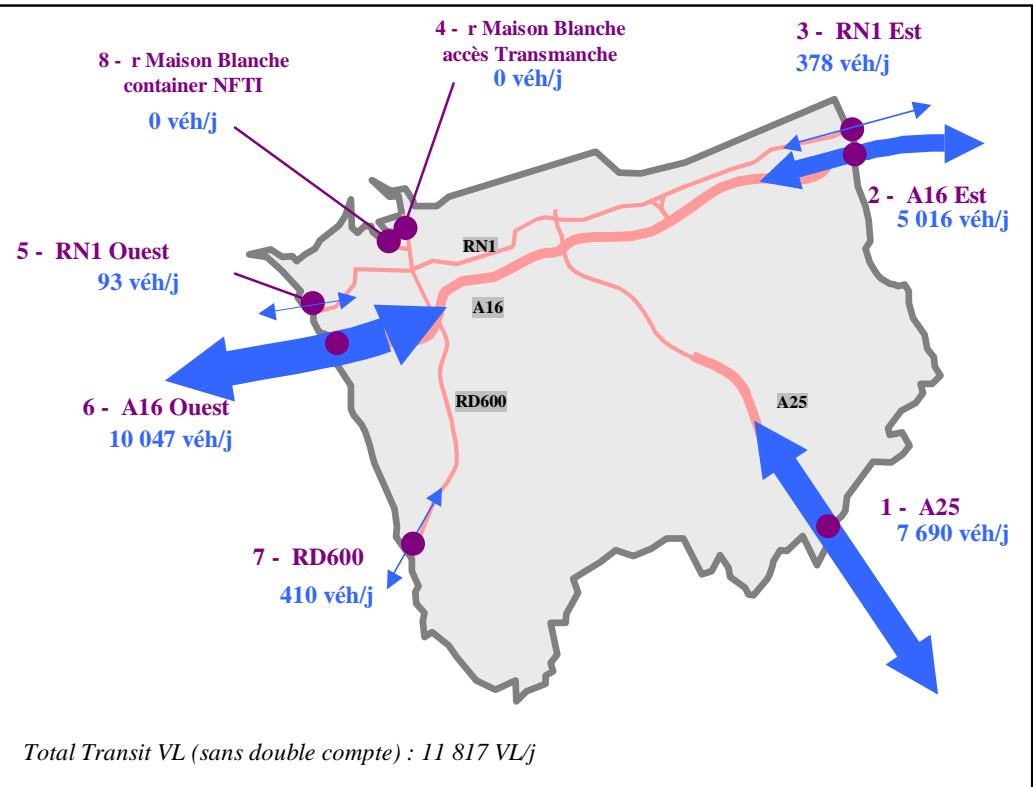 4 - r Maison Blanche
accès Transmanche
0 véh/j
3 - RN1 Est
378 véh/j
8 - r Maison Blanche
container NFTI
0 véh/j
2 - A16 Est
5 016 véh/j
5 - RN1 Ouest
93 véh/j
RN1
A16
6 - A16 Ouest
10 047 véh/j
RD600
A25
1 - A25
7 690 véh/j
7 - RD600
410 véh/j
Total Transit VL (sans double compte) : 11 817 VL/j